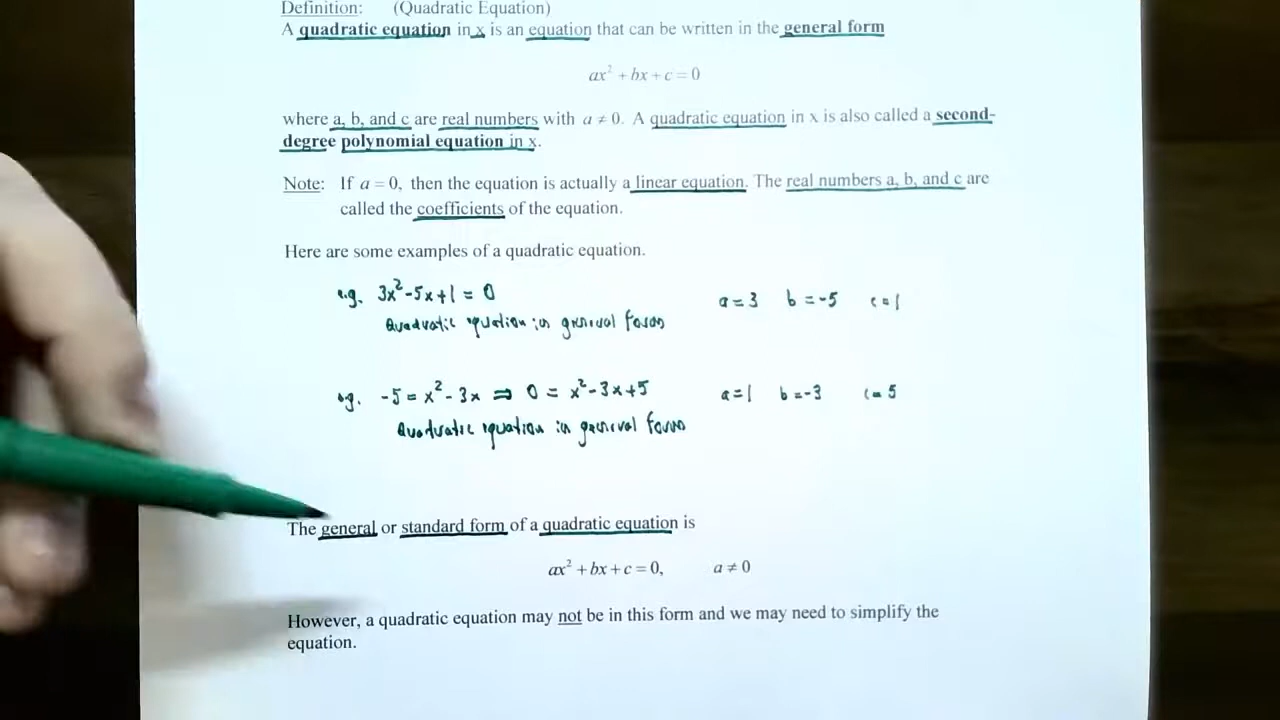 Definition: (Quadratic Equation)
A quadratic equation in x is an equation that can be written in the general form
ax² + bx + c = 0
where a, b, and c are real numbers with a ≠ 0. A quadratic equation in x is also called a second-
degree polynomial equation in x.
Note: If a = 0, then the equation is actually a linear equation. The real numbers a, b, and c are
called the coefficients of the equation.
Here are some examples of a quadratic equation.
e.g. 3x²-5x+1 = 0 a = 3 b = -5 c = 1
Quadratic equation in general form
e.g. -5 = x² - 3x ⇒ 0 = x² - 3x + 5 a = 1 b = -3 c = 5
Quadratic equation in general form
The general or standard form of a quadratic equation is
ax² + bx + c = 0, a ≠ 0
However, a quadratic equation may not be in this form and we may need to simplify the
equation.